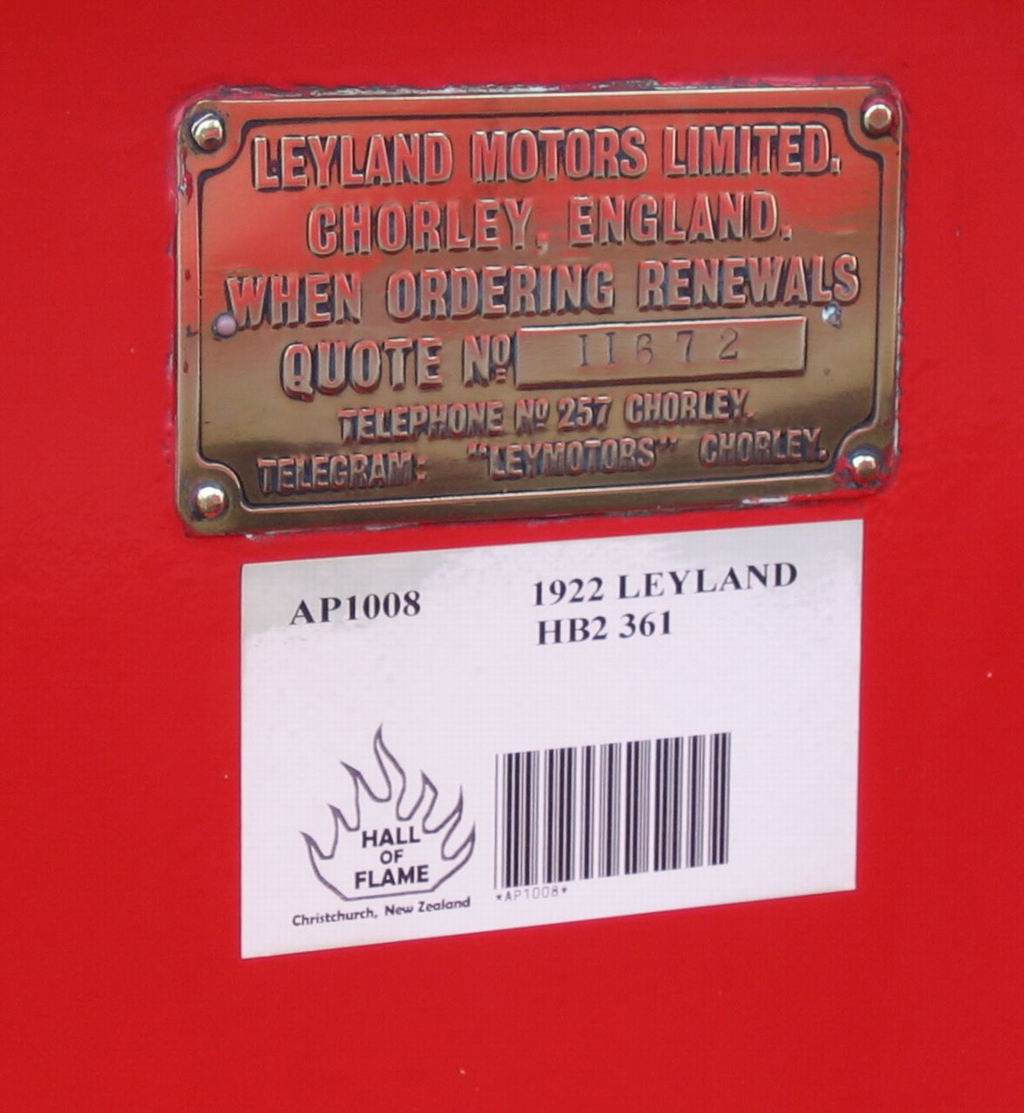 LEYLAND MOTORS LIMITED.
CHORLEY, ENGLAND.
WHEN ORDERING RENEWALS
QUOTE Nº 11672
TELEPHONE Nº 257 CHORLEY.
TELEGRAM: "LEYMOTORS" CHORLEY.
AP1008 1922 LEYLAND
HB2 361
HALL
OF
FLAME
Christchurch, New Zealand
*AP1008*